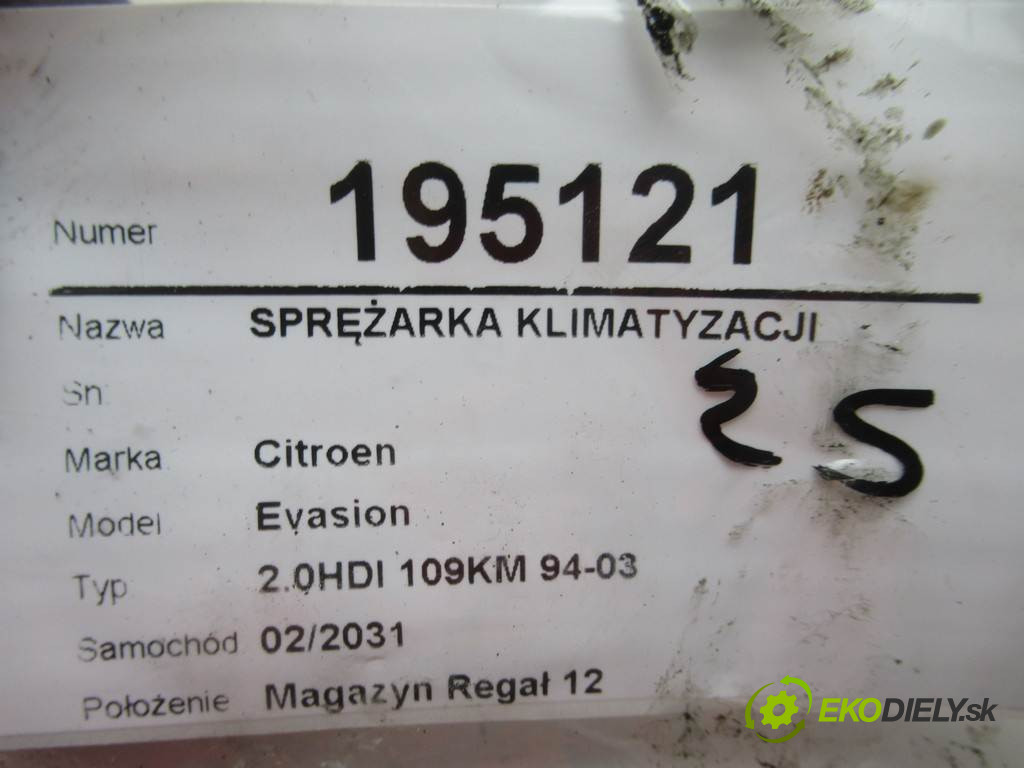 Numer 195121
Nazwa SPRĘŻARKA KLIMATYZACJI
Sn
Marka Citroen
Model Evasion
Typ 2.0HDI 109KM 94-03
Samochód 02/2031
Położenie Magazyn Regał 12
EKODIELY.sk